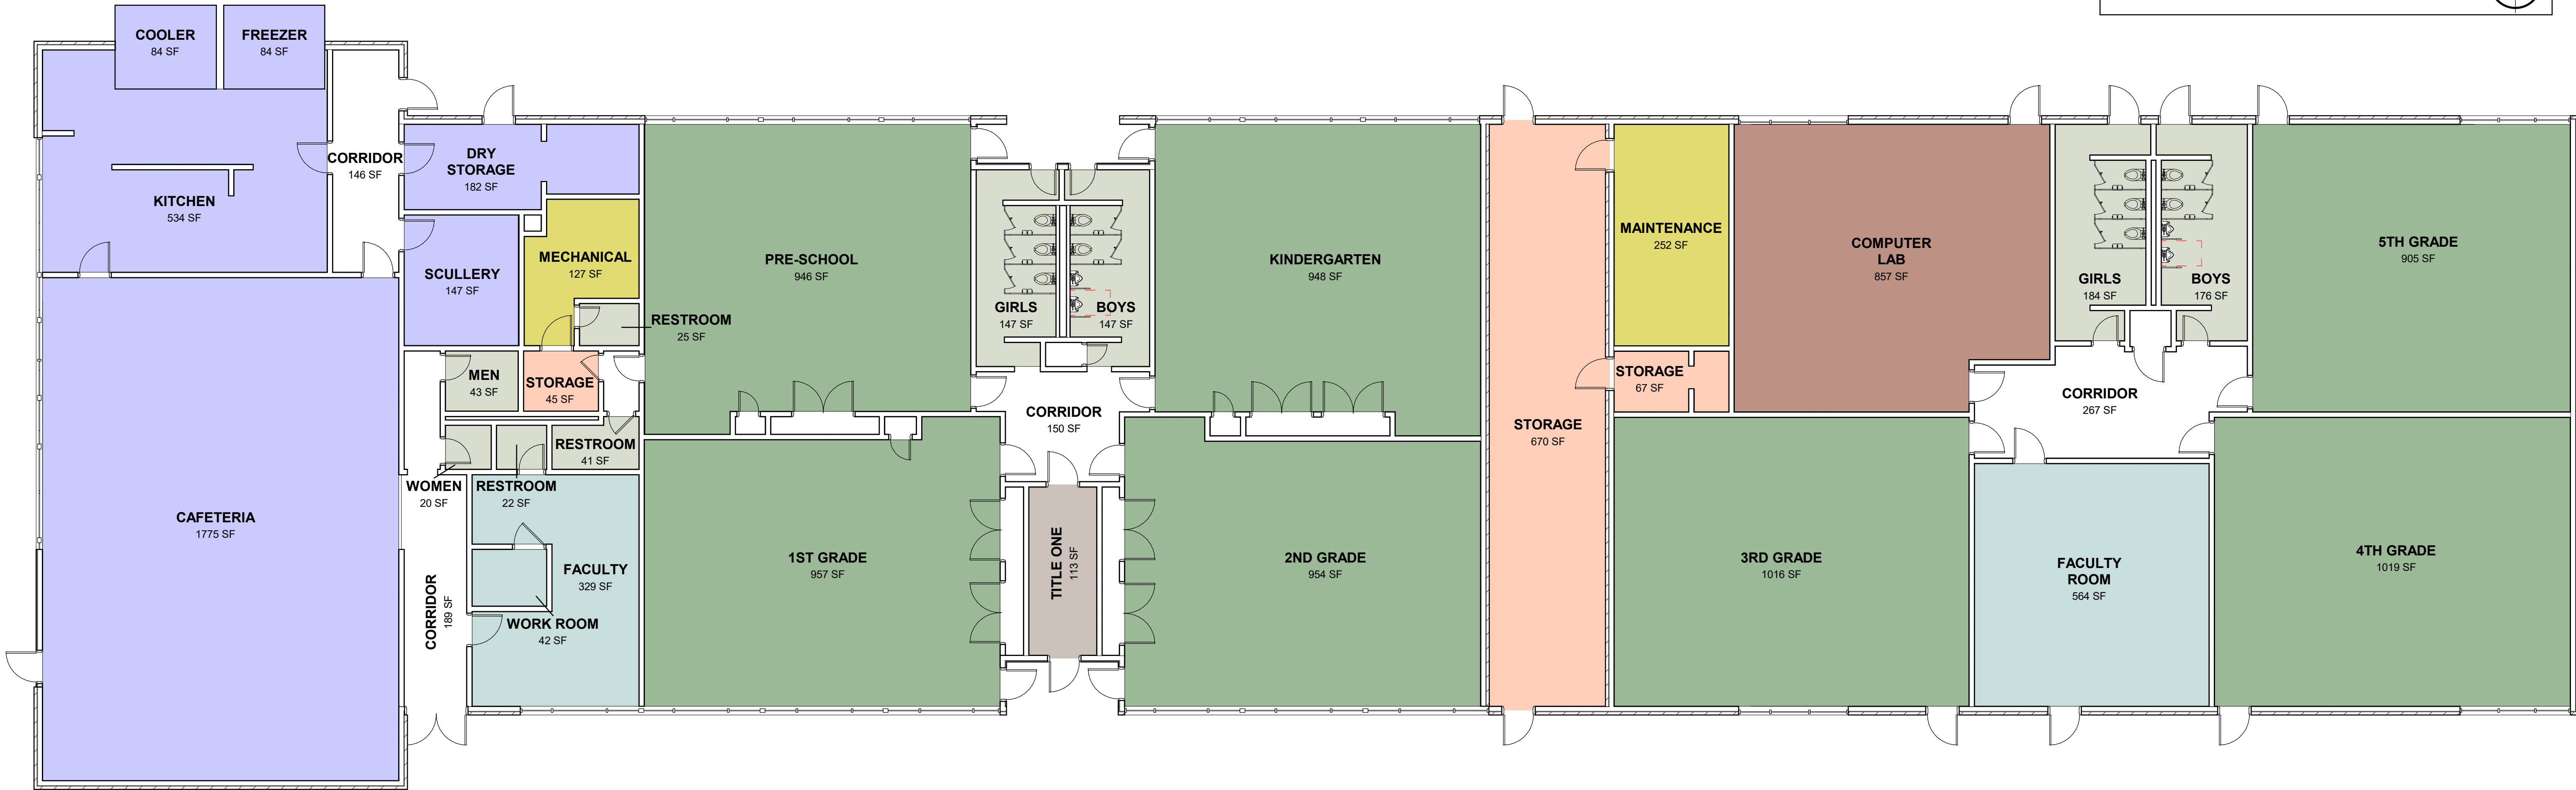 COOLER
84 SF
FREEZER
84 SF
CORRIDOR
146 SF
DRY
STORAGE
182 SF
KITCHEN
534 SF
SCULLERY
147 SF
MECHANICAL
127 SF
RESTROOM
25 SF
MEN
43 SF
STORAGE
45 SF
RESTROOM
41 SF
WOMEN
20 SF
RESTROOM
22 SF
CAFETERIA
1775 SF
CORRIDOR
189 SF
FACULTY
329 SF
WORK ROOM
42 SF
PRE-SCHOOL
946 SF
1ST GRADE
957 SF
GIRLS
147 SF
BOYS
147 SF
CORRIDOR
150 SF
TITLE ONE
113 SF
KINDERGARTEN
948 SF
2ND GRADE
954 SF
STORAGE
670 SF
MAINTENANCE
252 SF
STORAGE
67 SF
COMPUTER
LAB
857 SF
3RD GRADE
1016 SF
GIRLS
184 SF
BOYS
176 SF
CORRIDOR
267 SF
FACULTY
ROOM
564 SF
5TH GRADE
905 SF
4TH GRADE
1019 SF